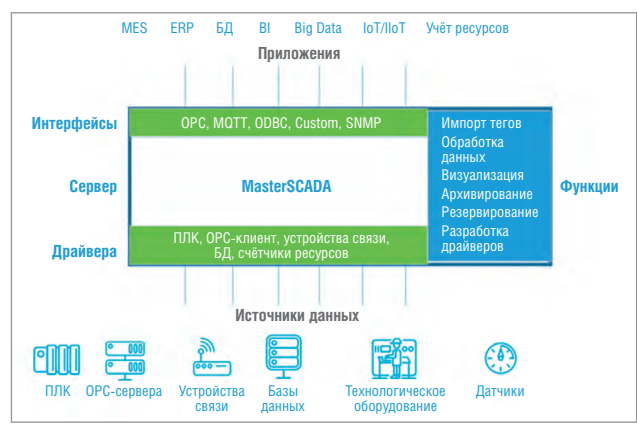 MES ERP БД BI Big Data IoT/IIoT Учёт ресурсов
Приложения
Интерфейсы
OPC, MQTT, ODBC, Custom, SNMP
Сервер
MasterSCADA
Драйвера
ПЛК, OPC-клиент, устройства связи,
БД, счётчики ресурсов
Импорт тегов
Обработка
данных
Визуализация
Архивирование
Резервирование
Разработка
драйверов
Функции
Источники данных
ПЛК
OPC-сервера
Устройства
связи
Базы
данных
Технологическое
оборудование
Датчики